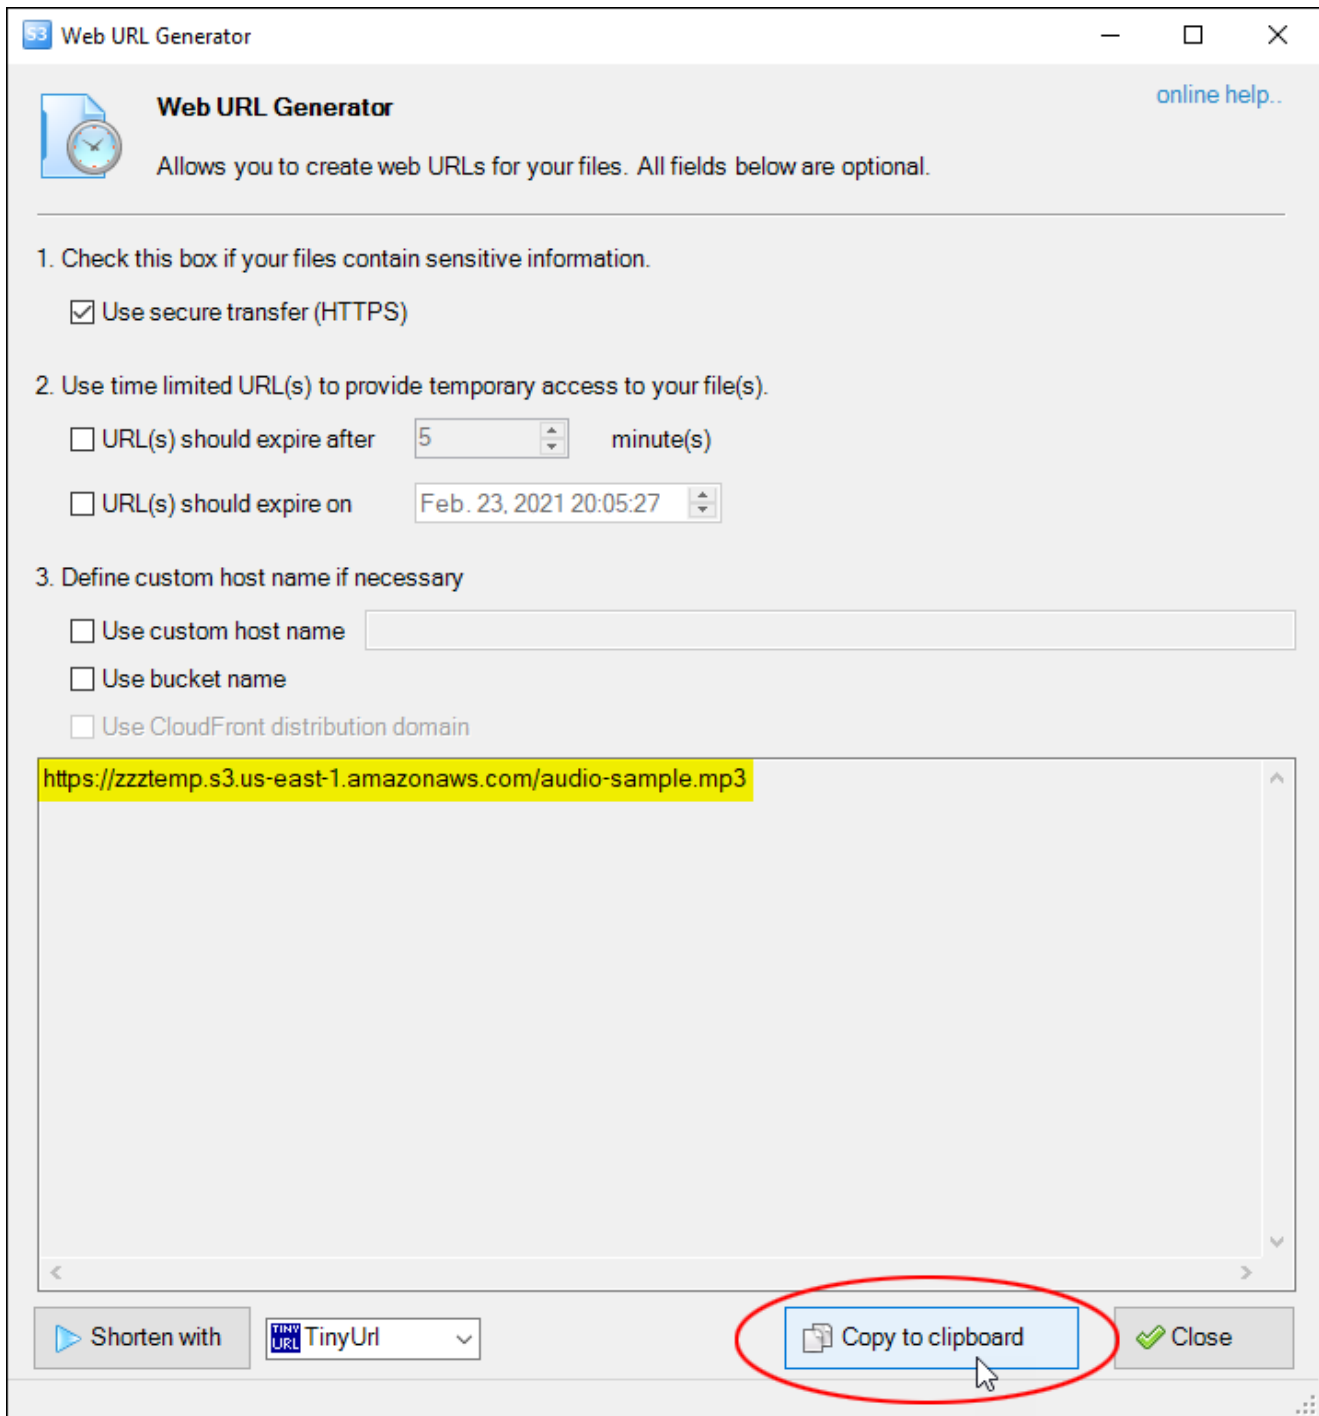 S3 Web URL Generator
online help..
Web URL Generator
Allows you to create web URLs for your files. All fields below are optional.
1. Check this box if your files contain sensitive information.
Use secure transfer (HTTPS)
2. Use time limited URL(s) to provide temporary access to your file(s).
URL(s) should expire after 5 minute(s)
URL(s) should expire on Feb. 23, 2021 20:05:27
3. Define custom host name if necessary
Use custom host name
Use bucket name
Use CloudFront distribution domain
https://zzztemp.s3.us-east-1.amazonaws.com/audio-sample.mp3
Shorten with TINY URL TinyUrl Copy to clipboard Close